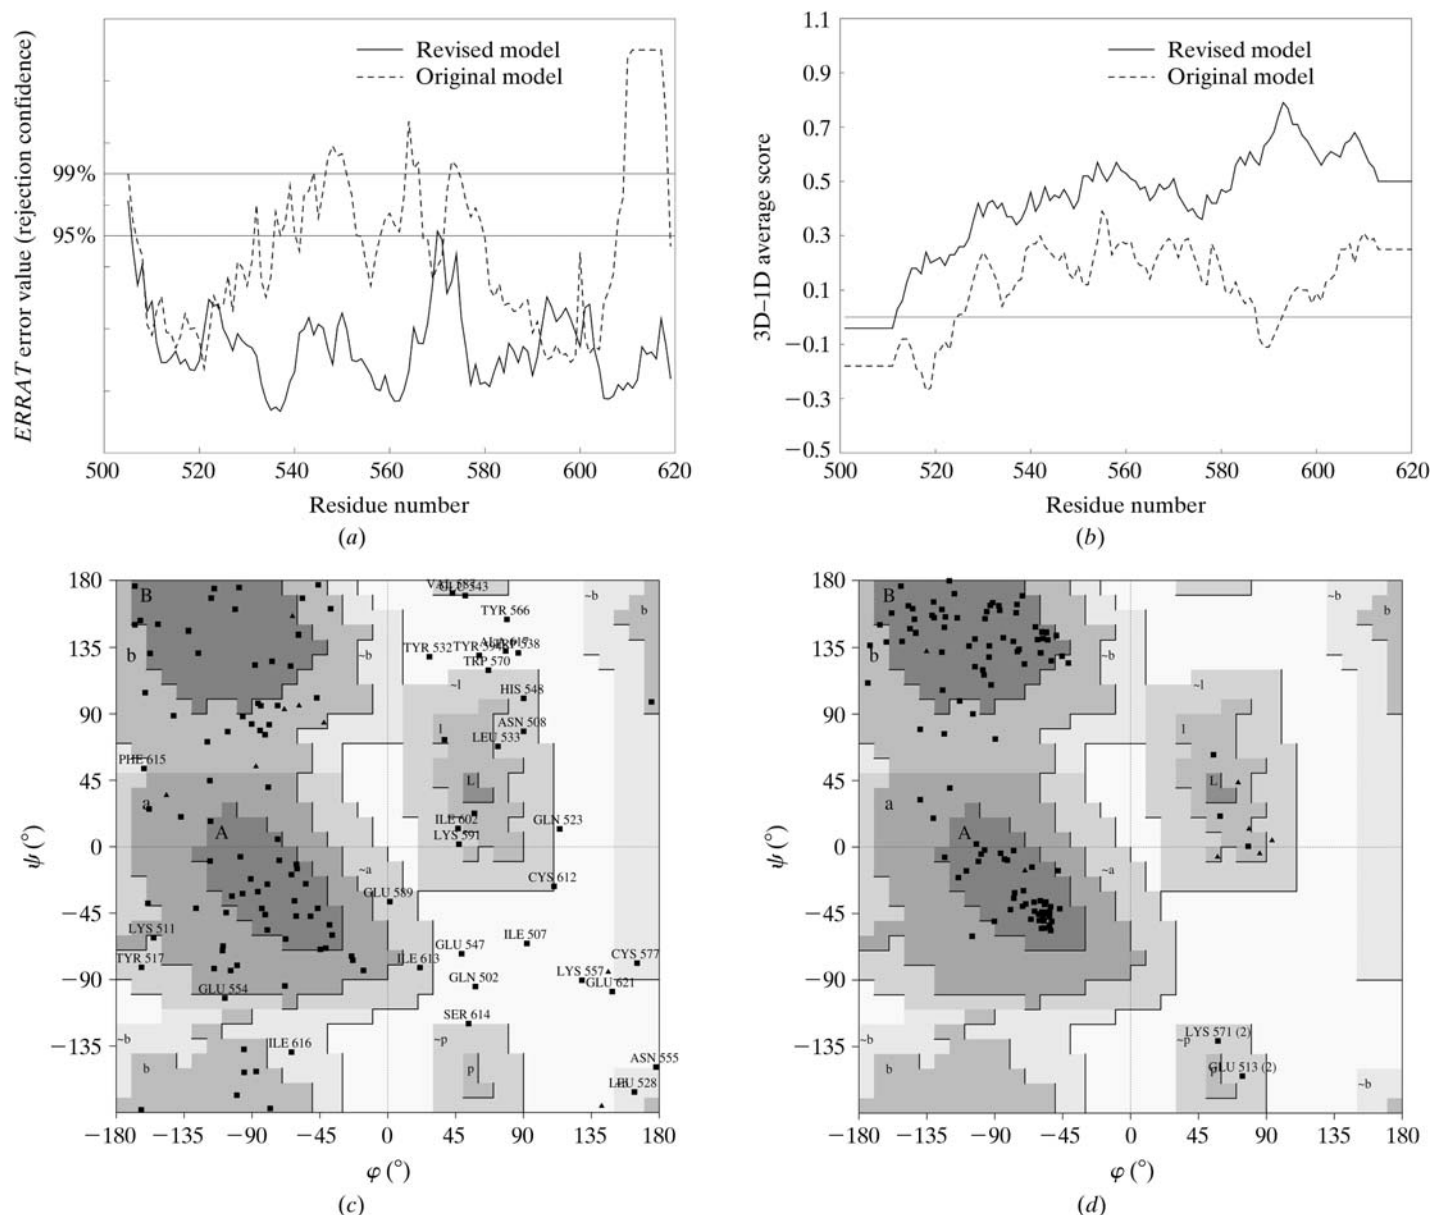 Revised model
Original model
99%
95%
ERRAT error value (rejection confidence)
500 520 540 560 580 600 620
Residue number
(a)
1.1
0.9
0.7
0.5
0.3
0.1
−0.1
−0.3
−0.5
3D–1D average score
Revised model
Original model
500 520 540 560 580 600 620
Residue number
(b)
180
135
90
45
0
−45
−90
−135
ψ (°)
B
b
~b
~b
b
GLU 543
TYR 566
TYR 532
TYR 594
TRP 570
~l
HIS 548
l
ASN 508
LEU 533
PHE 615
L
a
A
ILE 602
GLN 523
LYS 591
~a
CYS 612
GLU 589
LYS 511
GLU 547
ILE 507
TYR 517
ILE 613
CYS 577
GLN 502
LYS 557
GLU 554
GLU 621
SER 614
~b
ILE 616
~p
b
p
ASN 555
LEU 528
−180 −135 −90 −45 0 45 90 135 180
φ (°)
(c)
180
135
90
45
0
−45
−90
−135
ψ (°)
B
b
~b
~b
b
~l
l
L
a
A
~a
LYS 571 (2)
~b
~p
b
p
GLU 513 (2)
~b
−180 −135 −90 −45 0 45 90 135 180
φ (°)
(d)